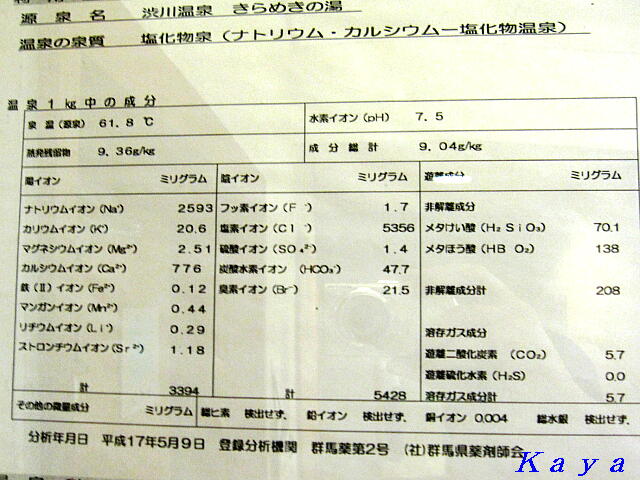 源 泉 名 渋川温泉 きらめきの湯
温泉の泉質 塩化物泉（ナトリウム・カルシウムー塩化物温泉）
温 泉 1 kg 中 の 成 分
泉 温（源泉） 61.8 ℃ 水素イオン(pH) 7.5
蒸発残留物 9.36g/kg 成 分 総 計 9.04g/kg
陽イオン ミリグラム 陰イオン ミリグラム 遊離成分 ミリグラム
ナトリウムイオン(Na⁺) 2593 フッ素イオン(F⁻) 1.7 非解離成分
カリウムイオン(K⁺) 20.6 塩素イオン(Cl⁻) 5356 メタけい酸(H₂SiO₃) 70.1
マグネシウムイオン(Mg²⁺) 2.51 硫酸イオン(SO₄²⁻) 1.4 メタほう酸(HBO₂) 138
カルシウムイオン(Ca²⁺) 776 炭酸水素イオン (HCO₃⁻) 47.7
鉄(Ⅱ)イオン(Fe²⁺) 0.12 臭素イオン(Br⁻) 21.5 非解離成分計 208
マンガンイオン(Mn²⁺) 0.44
リチウムイオン(Li⁺) 0.29 溶存ガス成分
ストロンチウムイオン(Sr²⁺) 1.18 遊離二酸化炭素 (CO₂) 5.7
遊離硫化水素(H₂S) 0.0
計 3394 計 5428 溶存ガス成分計 5.7
その他の微量成分 ミリグラム 総ヒ素 検出せず、 鉛イオン 検出せず、 銅イオン 0.004 総水銀 検出せず、
分析年月日 平成17年5月9日 登録分析機関 群馬薬第2号 (社)群馬県薬剤師会
Kaya